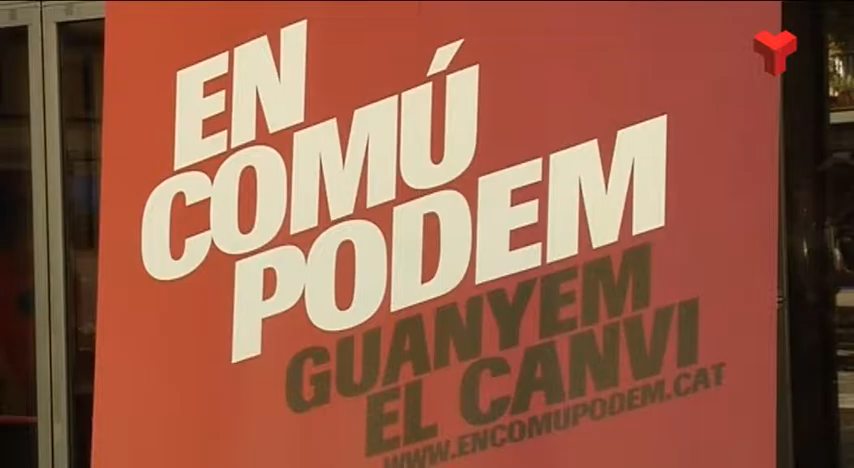 EN
COMÚ
PODEM
GUANYEM
EL CANVI
WWW.ENCOMUPODEM.CAT